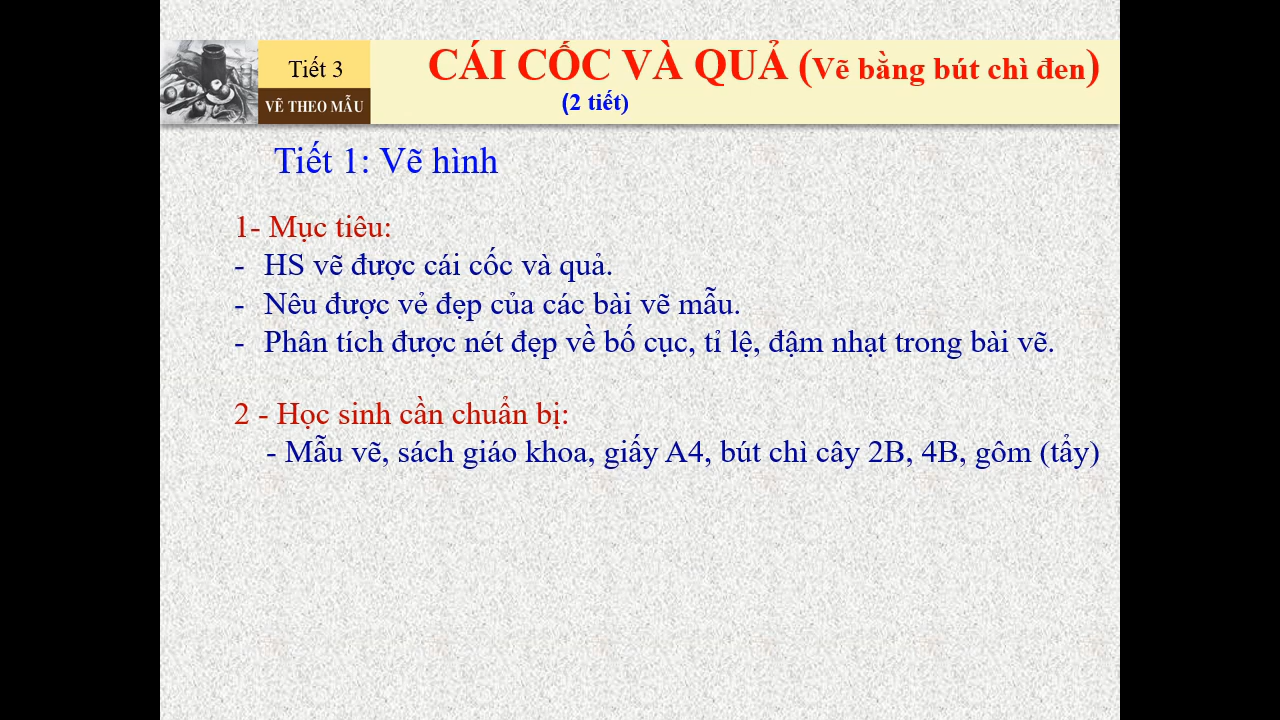 Tiết 3
VẼ THEO MẪU
CÁI CỐC VÀ QUẢ (Vẽ bằng bút chì đen)
(2 tiết)
Tiết 1: Vẽ hình
1- Mục tiêu:
- HS vẽ được cái cốc và quả.
- Nêu được vẻ đẹp của các bài vẽ mẫu.
- Phân tích được nét đẹp về bố cục, tỉ lệ, đậm nhạt trong bài vẽ.
2 - Học sinh cần chuẩn bị:
- Mẫu vẽ, sách giáo khoa, giấy A4, bút chì cây 2B, 4B, gôm (tẩy)